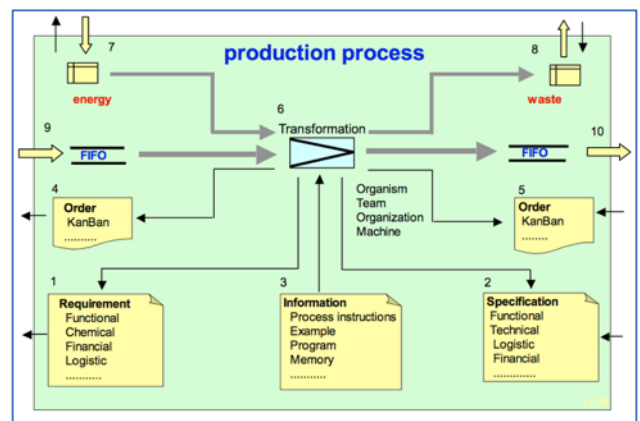 production process
7
8
energy
waste
6
Transformation
9
FIFO
FIFO
10
4
Order
KanBan
..........
Organism
Team
Organization
Machine
5
Order
KanBan
.........
1
Requirement
Functional
Chemical
Financial
Logistic
............
3
Information
Process instructions
Example
Program
Memory
...........
2
Specification
Functional
Technical
Logistic
Financial
............